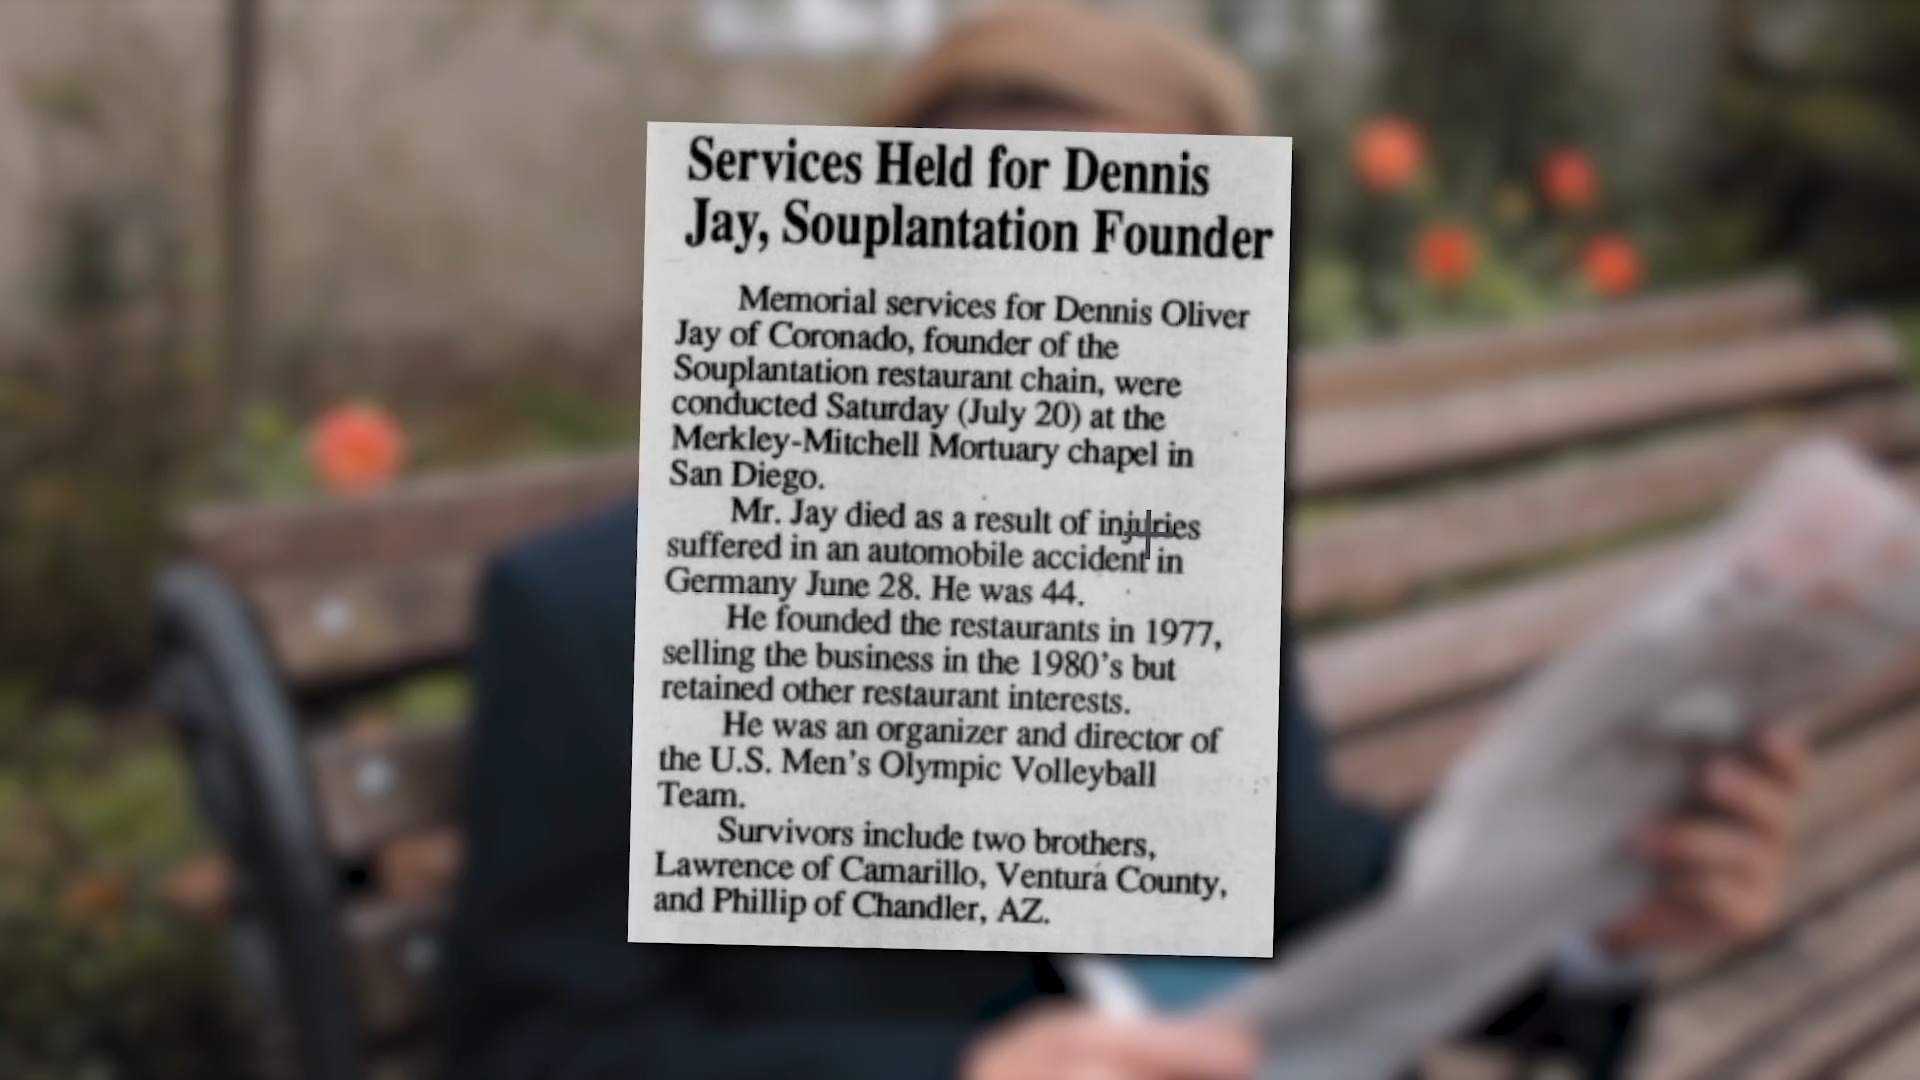 Services Held for Dennis
Jay, Souplantation Founder
Memorial services for Dennis Oliver
Jay of Coronado, founder of the
Souplantation restaurant chain, were
conducted Saturday (July 20) at the
Merkley-Mitchell Mortuary chapel in
San Diego.
Mr. Jay died as a result of injuries
suffered in an automobile accident in
Germany June 28. He was 44.
He founded the restaurants in 1977,
selling the business in the 1980's but
retained other restaurant interests.
He was an organizer and director of
the U.S. Men's Olympic Volleyball
Team.
Survivors include two brothers,
Lawrence of Camarillo, Ventura County,
and Phillip of Chandler, AZ.